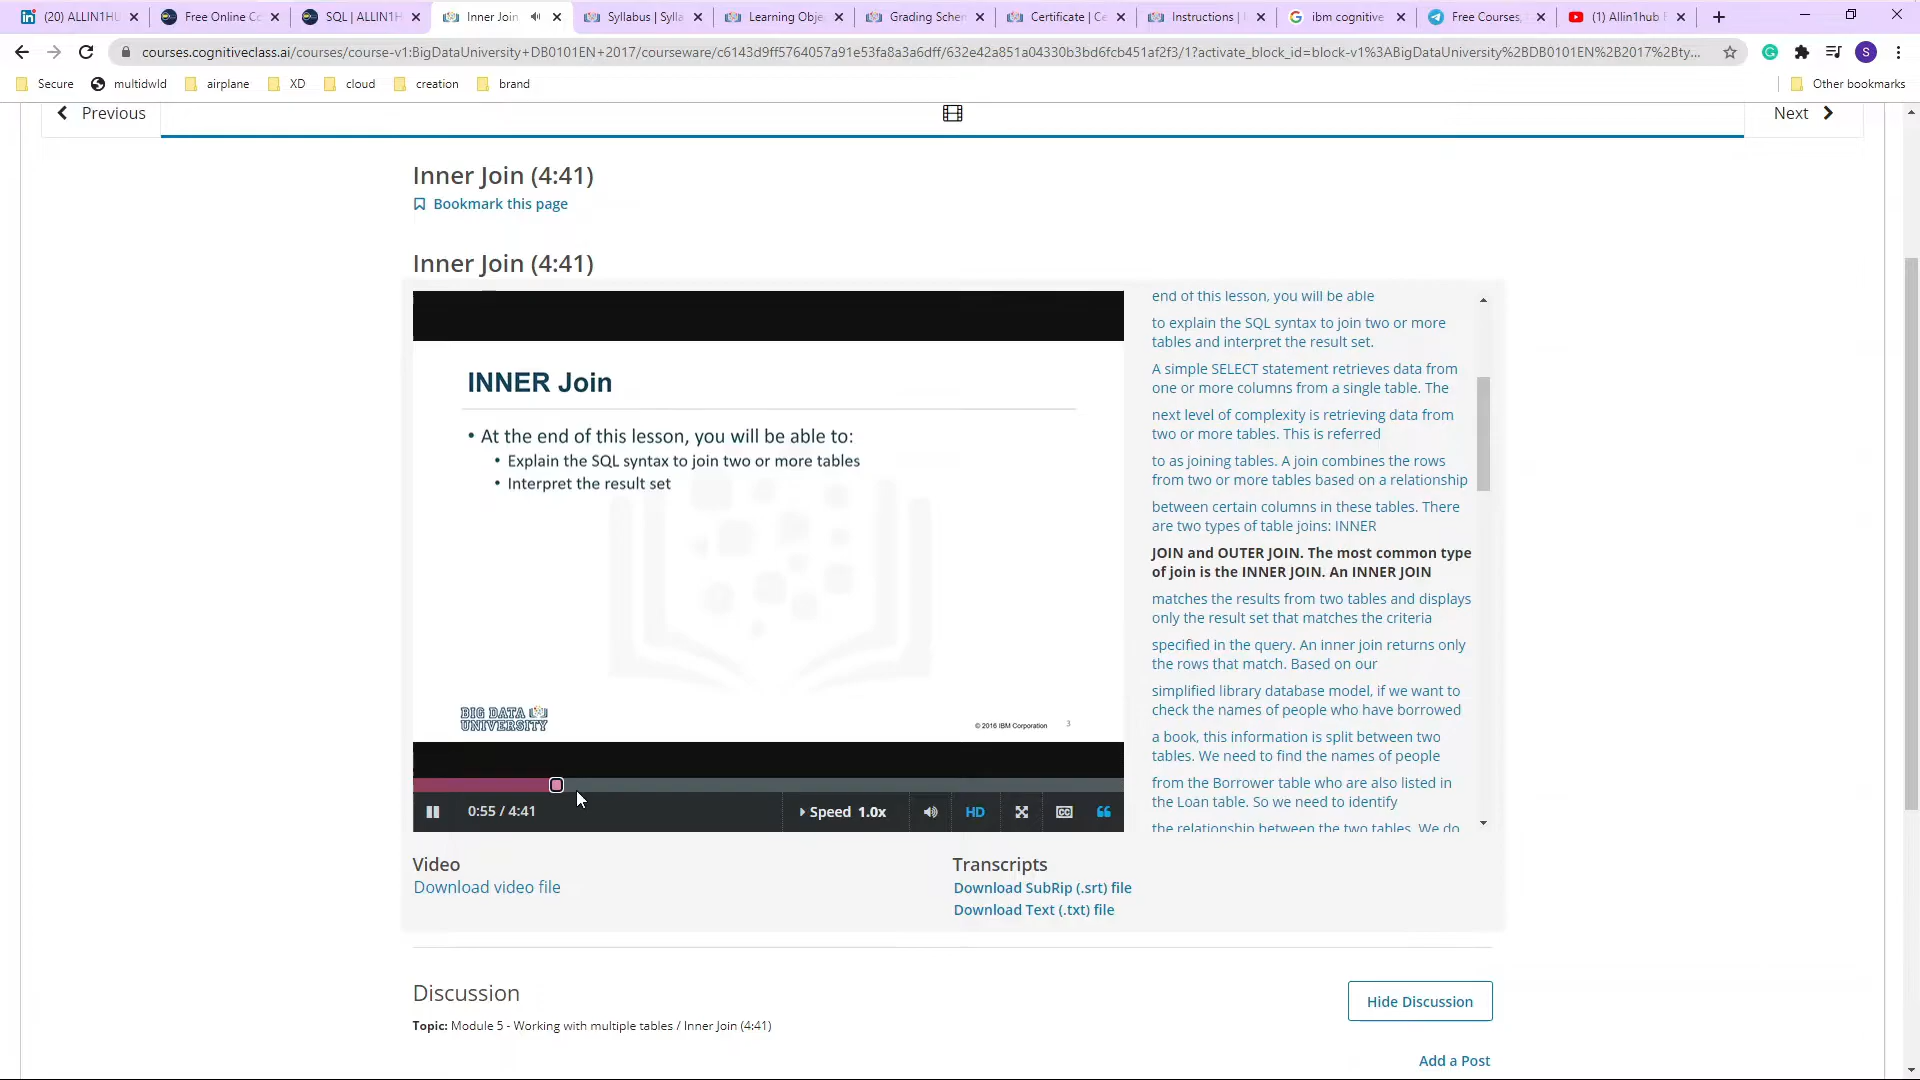 (20) ALLIN1HU
Free Online Co
SQL | ALLIN1H
Inner Join
Syllabus | Sylla
Learning Obje
Grading Schem
Certificate | Ce
Instructions |
ibm cognitive
Free Courses,
(1) Allin1hub
courses.cognitiveclass.ai/courses/course-v1:BigDataUniversity+DB0101EN+2017/courseware/c6143d9ff5764057a91e53fa8a3a6dff/632e42a851a04330b3bd6fcb451af2f3/1?activate_block_id=block-v1%3ABigDataUniversity%2BDB0101EN%2B2017%2Bty...
S
Secure
multidwld
airplane
XD
cloud
creation
brand
Other bookmarks
Previous
Next
Inner Join (4:41)
Bookmark this page
Inner Join (4:41)
INNER Join
• At the end of this lesson, you will be able to:
• Explain the SQL syntax to join two or more tables
• Interpret the result set
BIG DATA
UNIVERSITY
© 2016 IBM Corporation
3
0:55 / 4:41
Speed 1.0x
HD
CC
end of this lesson, you will be able
to explain the SQL syntax to join two or more
tables and interpret the result set.
A simple SELECT statement retrieves data from
one or more columns from a single table. The
next level of complexity is retrieving data from
two or more tables. This is referred
to as joining tables. A join combines the rows
from two or more tables based on a relationship
between certain columns in these tables. There
are two types of table joins: INNER
JOIN and OUTER JOIN. The most common type
of join is the INNER JOIN. An INNER JOIN
matches the results from two tables and displays
only the result set that matches the criteria
specified in the query. An inner join returns only
the rows that match. Based on our
simplified library database model, if we want to
check the names of people who have borrowed
a book, this information is split between two
tables. We need to find the names of people
from the Borrower table who are also listed in
the Loan table. So we need to identify
the relationship between the two tables. We do
Video
Download video file
Transcripts
Download SubRip (.srt) file
Download Text (.txt) file
Discussion
Hide Discussion
Topic: Module 5 - Working with multiple tables / Inner Join (4:41)
Add a Post